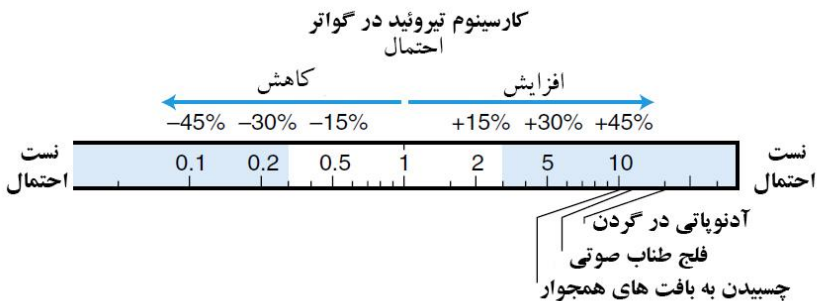 کارسینوم تیروئید در گواتر
احتمال
کاهش افزایش
–45% –30% –15% +15% +30% +45%
نست احتمال
0.1 0.2 0.5 1 2 5 10
نست احتمال
آدنوپاتی در گردن
فلج طناب صوتی
چسبیدن به بافت های همجوار